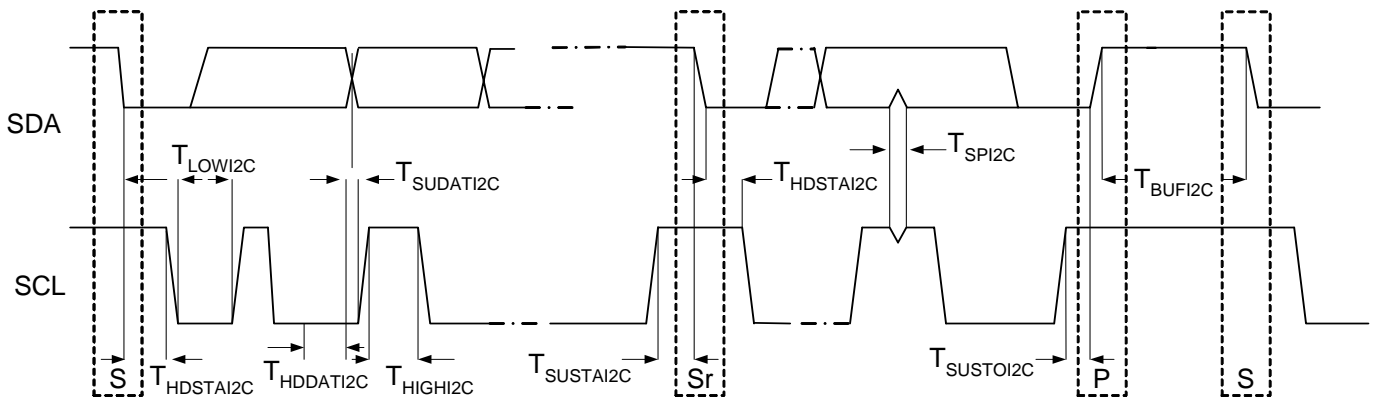 SDA
T_LOWI2C
T_SUDATI2C
T_HDSTAI2C
T_SPI2C
T_BUFI2C
SCL
S
T_HDSTAI2C
T_HDDATI2C
T_HIGHI2C
T_SUSTAI2C
Sr
T_SUSTOI2C
P
S